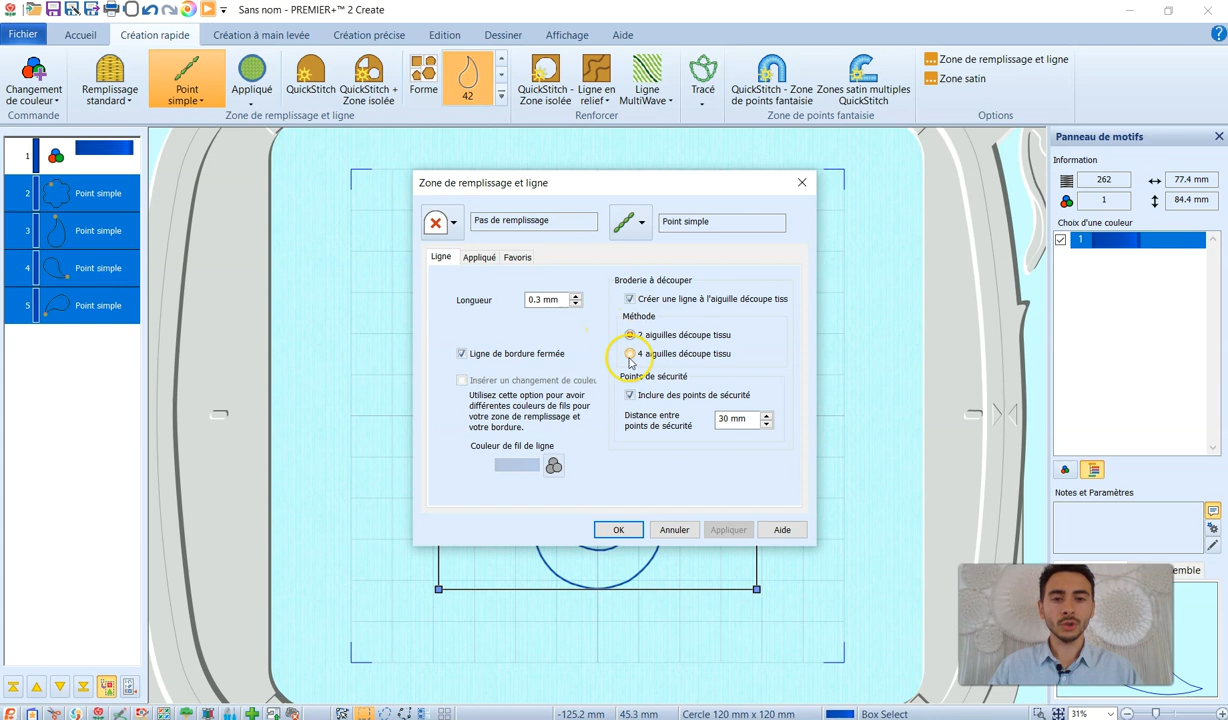 Sans nom - PREMIER+™ 2 Create
Fichier
Accueil
Création rapide
Création à main levée
Création précise
Edition
Dessiner
Affichage
Aide
Changement
de couleur
Remplissage
standard
Point
simple
Appliqué
QuickStitch
QuickStitch
+ Zone isolée
Forme
42
QuickStitch -
Zone isolée
Ligne en
relief
Ligne
MultiWave
Tracé
QuickStitch - Zone
de points fantaisie
Zones satin multiples
QuickStitch
Zone de remplissage et ligne
Zone satin
Commande
Zone de remplissage et ligne
Renforcer
Zone de points fantaisie
Options
1
2 Point simple
3 Point simple
4 Point simple
5 Point simple
Zone de remplissage et ligne
Pas de remplissage
Point simple
Ligne
Appliqué
Favoris
Longueur
0.3 mm
Ligne de bordure fermée
Insérer un changement de couleu
Utilisez cette option pour avoir
différentes couleurs de fils pour
votre zone de remplissage et
votre bordure.
Couleur de fil de ligne
Broderie à découper
Créer une ligne à l'aiguille découpe tiss
Méthode
2 aiguilles découpe tissu
4 aiguilles découpe tissu
Points de sécurité
Inclure des points de sécurité
Distance entre
points de sécurité
30 mm
OK
Annuler
Appliquer
Aide
Panneau de motifs
Information
262
77.4 mm
1
84.4 mm
Choix d'une couleur
1
Notes et Paramètres
semble
-125.2 mm
45.3 mm
Cercle 120 mm x 120 mm
Box Select
31%